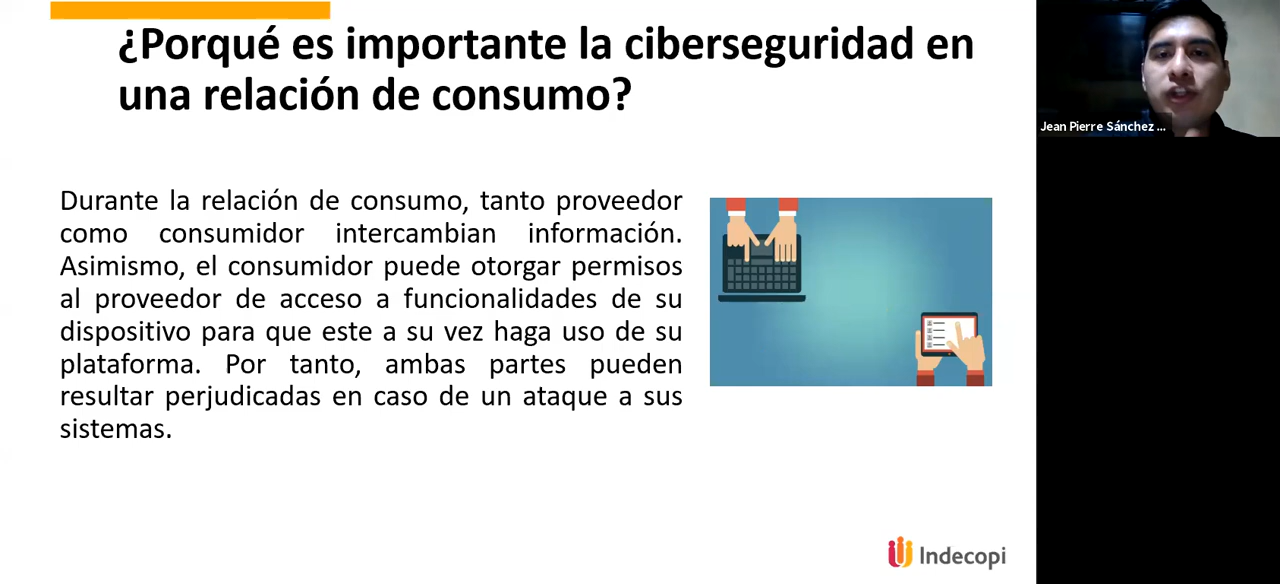 ¿Porqué es importante la ciberseguridad en
una relación de consumo?
Jean Pierre Sánchez ...
Durante la relación de consumo, tanto proveedor
como consumidor intercambian información.
Asimismo, el consumidor puede otorgar permisos
al proveedor de acceso a funcionalidades de su
dispositivo para que este a su vez haga uso de su
plataforma. Por tanto, ambas partes pueden
resultar perjudicadas en caso de un ataque a sus
sistemas.
Indecopi